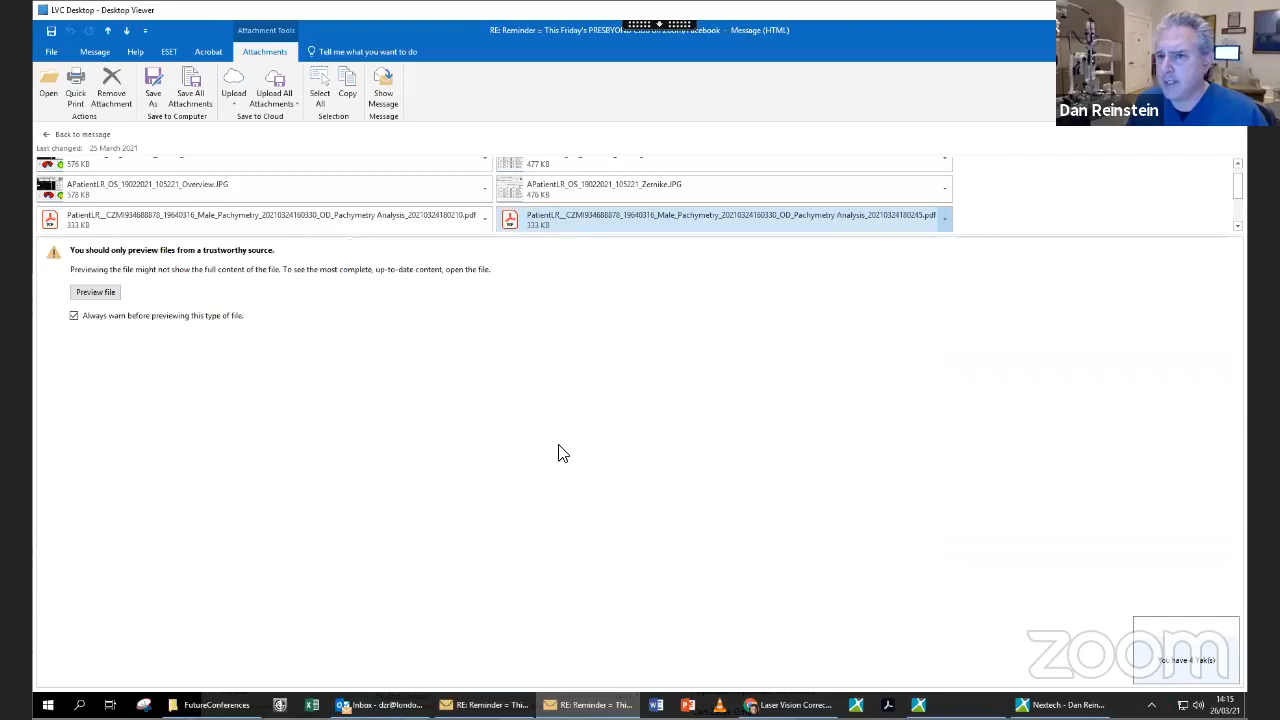 LVC Desktop - Desktop Viewer
Attachment Tools
RE: Reminder = This Friday's PRESBYOND Club on Zoom/Facebook - Message (HTML)
File Message Help ESET Acrobat Attachments Tell me what you want to do
Open Quick Print Remove Attachment Save As Save All Attachments Upload Upload All Attachments Select All Copy Show Message
Actions Save to Computer Save to Cloud Selection Message
Dan Reinstein
Back to message
Last changed: 25 March 2021
576 KB 477 KB
APatientLR_OS_19022021_105221_Overview.JPG APatientLR_OS_19022021_105221_Zernike.JPG
578 KB 476 KB
PatientLR__CZMI934688878_19640316_Male_Pachymetry_20210324160330_OD_Pachymetry Analysis_20210324180210.pdf PatientLR__CZMI934688878_19640316_Male_Pachymetry_20210324160330_OD_Pachymetry Analysis_20210324180245.pdf
333 KB 333 KB
PDF PDF
You should only preview files from a trustworthy source.
Previewing the file might not show the full content of the file. To see the most complete, up-to-date content, open the file.
Preview file
Always warn before previewing this type of file.
zoom
You have 4 Yak(s)
FutureConferences Inbox - dzr@londo... RE: Reminder = Thi... RE: Reminder = Thi... Laser Vision Correc... Nextech - Dan Rein...
14:15
26/03/21